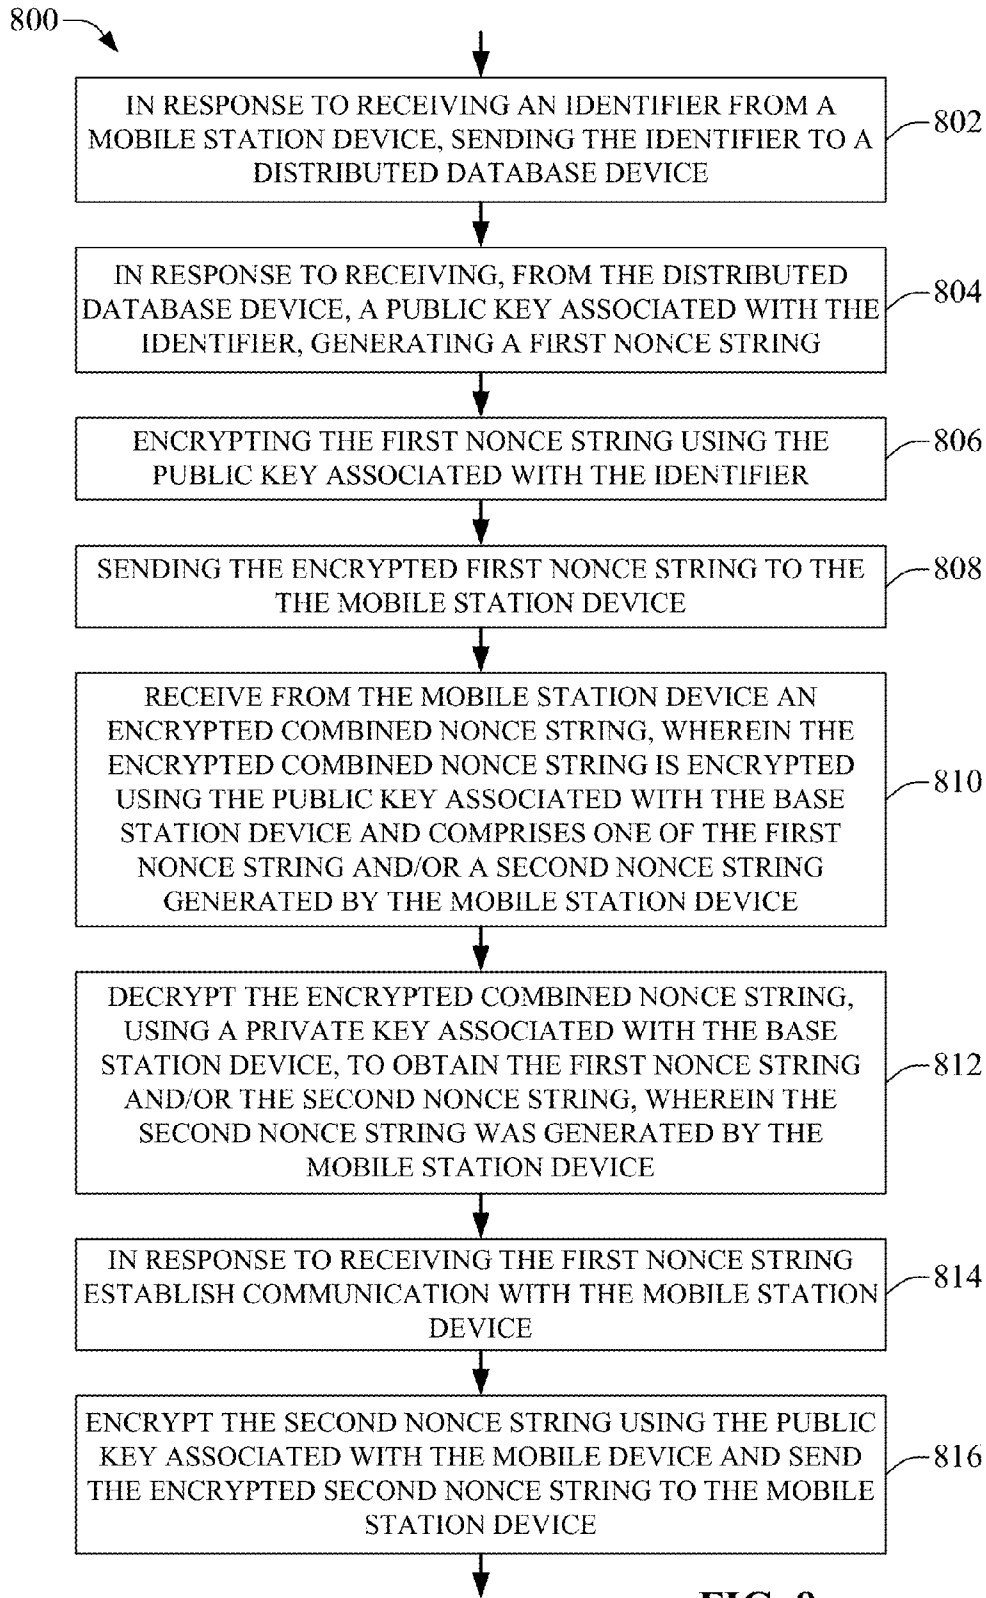 800
IN RESPONSE TO RECEIVING AN IDENTIFIER FROM A
MOBILE STATION DEVICE, SENDING THE IDENTIFIER TO A
DISTRIBUTED DATABASE DEVICE
802
IN RESPONSE TO RECEIVING, FROM THE DISTRIBUTED
DATABASE DEVICE, A PUBLIC KEY ASSOCIATED WITH THE
IDENTIFIER, GENERATING A FIRST NONCE STRING
804
ENCRYPTING THE FIRST NONCE STRING USING THE
PUBLIC KEY ASSOCIATED WITH THE IDENTIFIER
806
SENDING THE ENCRYPTED FIRST NONCE STRING TO THE
THE MOBILE STATION DEVICE
808
RECEIVE FROM THE MOBILE STATION DEVICE AN
ENCRYPTED COMBINED NONCE STRING, WHEREIN THE
ENCRYPTED COMBINED NONCE STRING IS ENCRYPTED
USING THE PUBLIC KEY ASSOCIATED WITH THE BASE
STATION DEVICE AND COMPRISES ONE OF THE FIRST
NONCE STRING AND/OR A SECOND NONCE STRING
GENERATED BY THE MOBILE STATION DEVICE
810
DECRYPT THE ENCRYPTED COMBINED NONCE STRING,
USING A PRIVATE KEY ASSOCIATED WITH THE BASE
STATION DEVICE, TO OBTAIN THE FIRST NONCE STRING
AND/OR THE SECOND NONCE STRING, WHEREIN THE
SECOND NONCE STRING WAS GENERATED BY THE
MOBILE STATION DEVICE
812
IN RESPONSE TO RECEIVING THE FIRST NONCE STRING
ESTABLISH COMMUNICATION WITH THE MOBILE STATION
DEVICE
814
ENCRYPT THE SECOND NONCE STRING USING THE PUBLIC
KEY ASSOCIATED WITH THE MOBILE DEVICE AND SEND
THE ENCRYPTED SECOND NONCE STRING TO THE MOBILE
STATION DEVICE
816